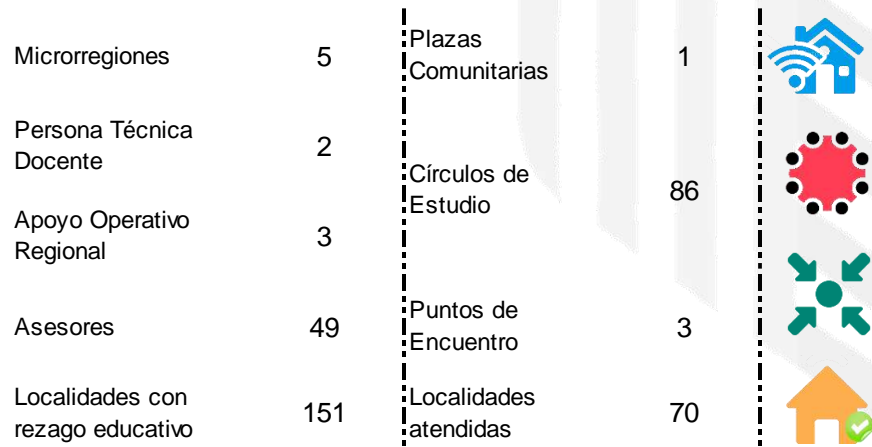 Microrregiones 5
Persona Técnica
Docente 2
Apoyo Operativo
Regional 3
Asesores 49
Localidades con
rezago educativo 151
Plazas
Comunitarias 1
Círculos de
Estudio 86
Puntos de
Encuentro 3
Localidades
atendidas 70